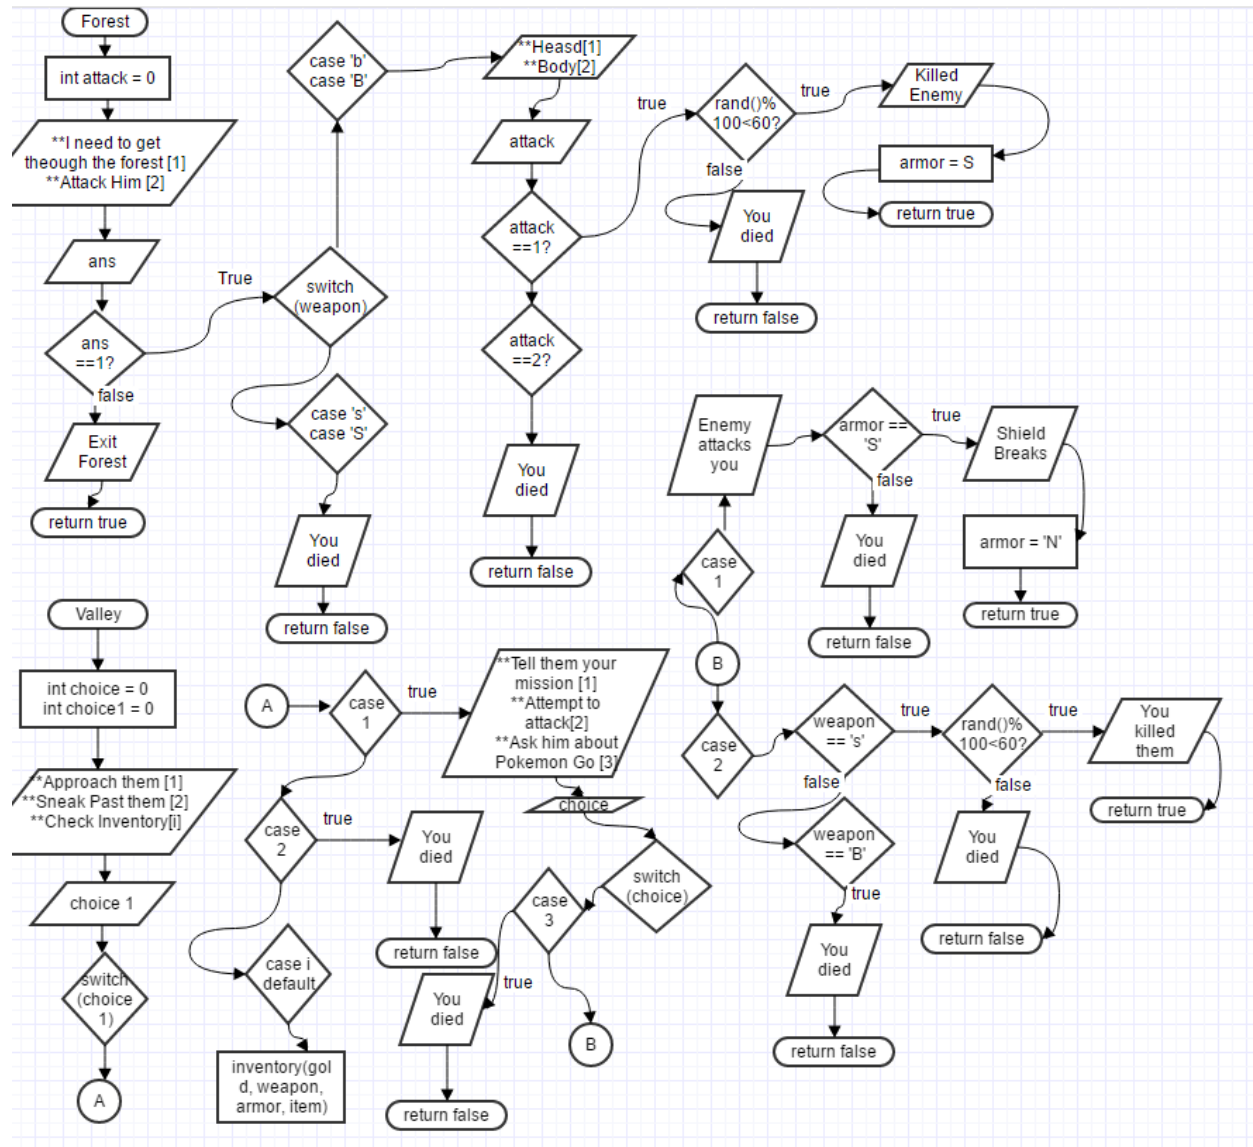 Forest
int attack = 0
**I need to get
theough the forest [1]
**Attack Him [2]
ans
ans
==1?
True
false
Exit
Forest
return true
switch
(weapon)
case 'b'
case 'B'
case 's'
case 'S'
You
died
return false
**Heasd[1]
**Body[2]
attack
attack
==1?
true
attack
==2?
You
died
return false
rand()%
100<60?
true
false
Killed
Enemy
armor = S
return true
You
died
return false
Valley
int choice = 0
int choice1 = 0
**Approach them [1]
**Sneak Past them [2]
**Check Inventory[i]
choice 1
switch
(choice
1)
A
A
case
1
true
case
2
true
You
died
return false
case i
default
inventory(gol
d, weapon,
armor, item)
**Tell them your
mission [1]
**Attempt to
attack[2]
**Ask him about
Pokemon Go [3]
choice
switch
(choice)
case
3
true
You
died
return false
B
B
case
1
Enemy
attacks
you
armor ==
'S'
true
false
Shield
Breaks
armor = 'N'
return true
You
died
return false
case
2
weapon
== 's'
true
false
rand()%
100<60?
true
false
You
killed
them
return true
You
died
return false
weapon
== 'B'
true
You
died
return false